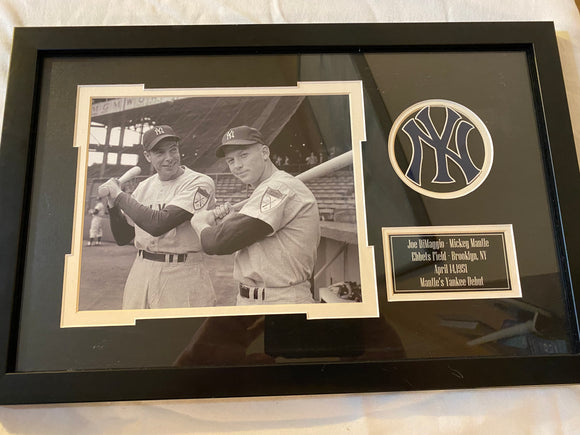 NY
NY
NY
Joe DiMaggio - Mickey Mantle
Ebbets Field - Brooklyn, NY
April 14,1951
Mantle's Yankee Debut